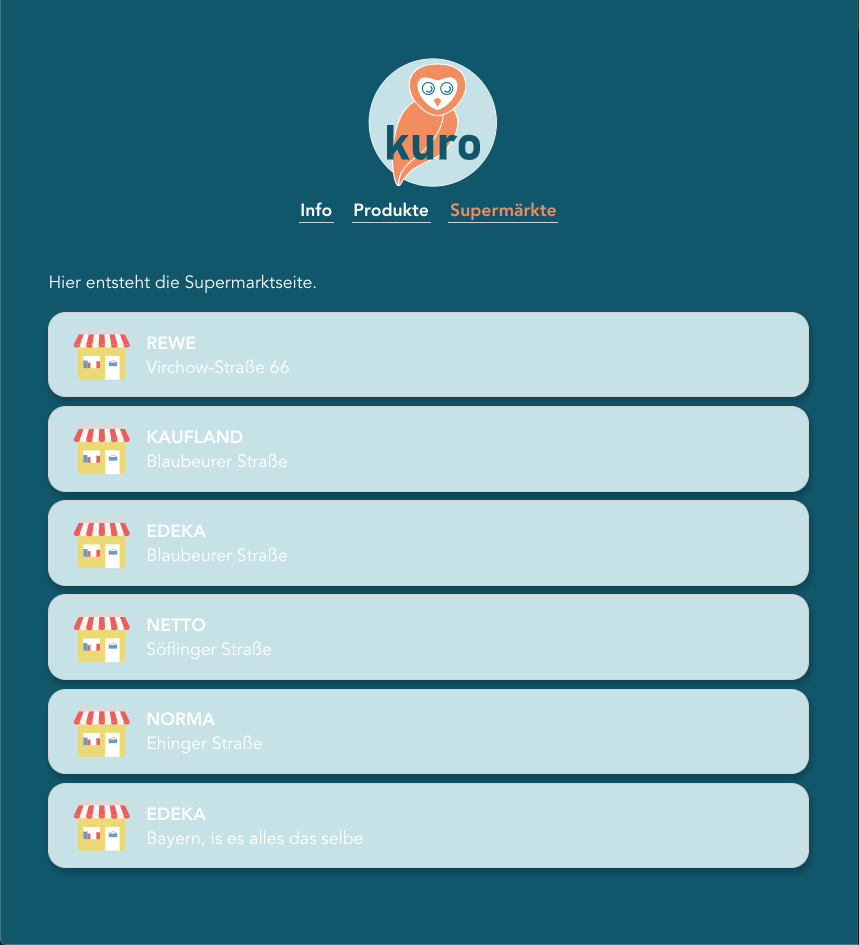 kuro
Info Produkte Supermärkte
Hier entsteht die Supermarktseite.
REWE
Virchow-Straße 66
KAUFLAND
Blaubeurer Straße
EDEKA
Blaubeurer Straße
NETTO
Söflinger Straße
NORMA
Ehinger Straße
EDEKA
Bayern, is es alles das selbe